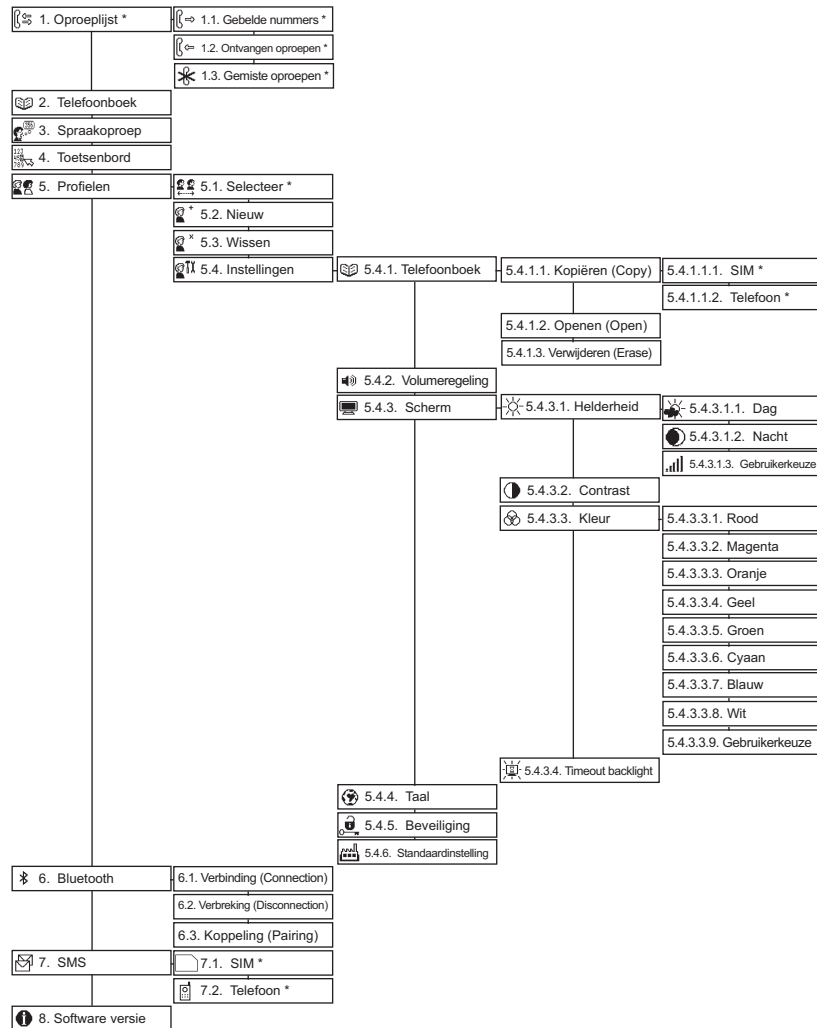 1. Oproeplijst *
1.1. Gebelde nummers *
1.2. Ontvangen oproepen *
1.3. Gemiste oproepen *
2. Telefoonboek
3. Spraakoproep
4. Toetsenbord
5. Profielen
5.1. Selecteer *
5.2. Nieuw
5.3. Wissen
5.4. Instellingen
5.4.1. Telefoonboek
5.4.1.1. Kopiëren (Copy)
5.4.1.1.1. SIM *
5.4.1.1.2. Telefoon *
5.4.1.2. Openen (Open)
5.4.1.3. Verwijderen (Erase)
5.4.2. Volumeregeling
5.4.3. Scherm
5.4.3.1. Helderheid
5.4.3.1.1. Dag
5.4.3.1.2. Nacht
5.4.3.1.3. Gebruikerkeuze
5.4.3.2. Contrast
5.4.3.3. Kleur
5.4.3.3.1. Rood
5.4.3.3.2. Magenta
5.4.3.3.3. Oranje
5.4.3.3.4. Geel
5.4.3.3.5. Groen
5.4.3.3.6. Cyaan
5.4.3.3.7. Blauw
5.4.3.3.8. Wit
5.4.3.3.9. Gebruikerkeuze
5.4.3.4. Timeout backlight
5.4.4. Taal
5.4.5. Beveiliging
5.4.6. Standaardinstelling
6. Bluetooth
6.1. Verbinding (Connection)
6.2. Verbreking (Disconnection)
6.3. Koppeling (Pairing)
7. SMS
7.1. SIM *
7.2. Telefoon *
8. Software versie